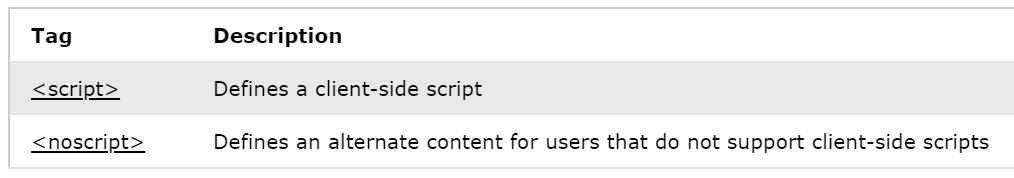 Tag Description
<script> Defines a client-side script
<noscript> Defines an alternate content for users that do not support client-side scripts